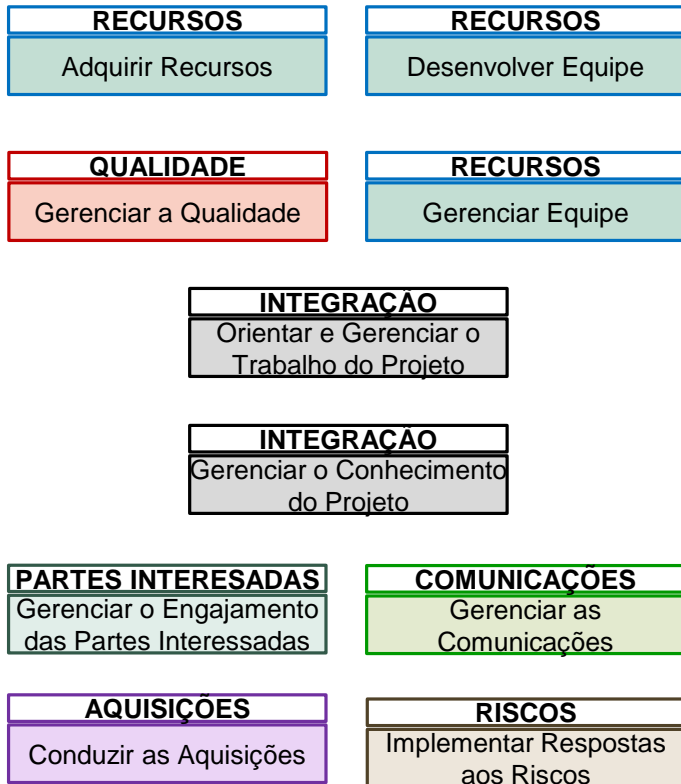 RECURSOS
Adquirir Recursos
RECURSOS
Desenvolver Equipe
QUALIDADE
Gerenciar a Qualidade
RECURSOS
Gerenciar Equipe
INTEGRAÇÃO
Orientar e Gerenciar o
Trabalho do Projeto
INTEGRAÇÃO
Gerenciar o Conhecimento
do Projeto
PARTES INTERESADAS
Gerenciar o Engajamento
das Partes Interessadas
COMUNICAÇÕES
Gerenciar as
Comunicações
AQUISIÇÕES
Conduzir as Aquisições
RISCOS
Implementar Respostas
aos Riscos